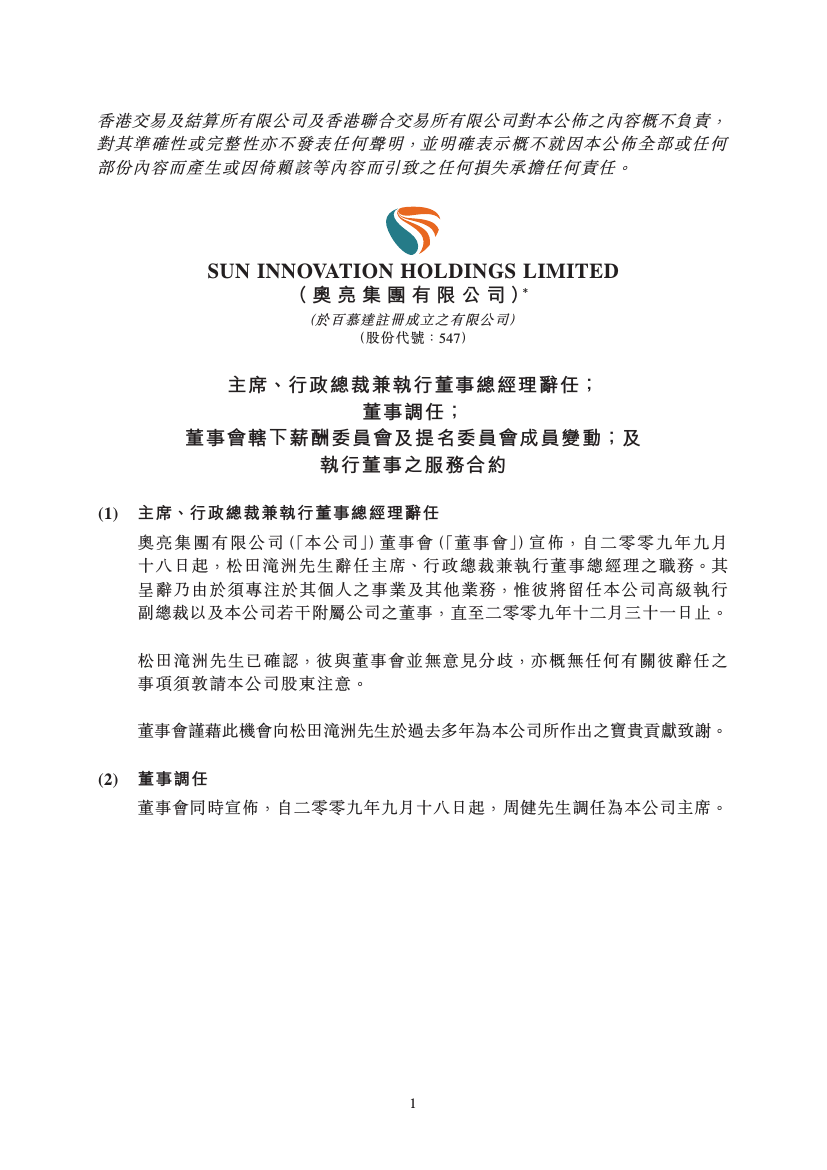 香港交易及結算所有限公司及香港聯合交易所有限公司對本公佈之內容概不負責，
對其準確性或完整性亦不發表任何聲明，並明確表示概不就因本公佈全部或任何
部份內容而產生或因倚賴該等內容而引致之任何損失承擔任何責任。
SUN INNOVATION HOLDINGS LIMITED
（奧亮集團有限公司）*
（於百慕達註冊成立之有限公司）
（股份代號：547）
主席、行政總裁兼執行董事總經理辭任；
董事調任；
董事會轄下薪酬委員會及提名委員會成員變動；及
執行董事之服務合約
(1) 主席、行政總裁兼執行董事總經理辭任
奧亮集團有限公司（「本公司」）董事會（「董事會」）宣佈，自二零零九年九月
十八日起，松田滝洲先生辭任主席、行政總裁兼執行董事總經理之職務。其
呈辭乃由於須專注於其個人之事業及其他業務，惟彼將留任本公司高級執行
副總裁以及本公司若干附屬公司之董事，直至二零零九年十二月三十一日止。
松田滝洲先生已確認，彼與董事會並無意見分歧，亦概無任何有關彼辭任之
事項須敦請本公司股東注意。
董事會謹藉此機會向松田滝洲先生於過去多年為本公司所作出之寶貴貢獻致謝。
(2) 董事調任
董事會同時宣佈，自二零零九年九月十八日起，周健先生調任為本公司主席。
1